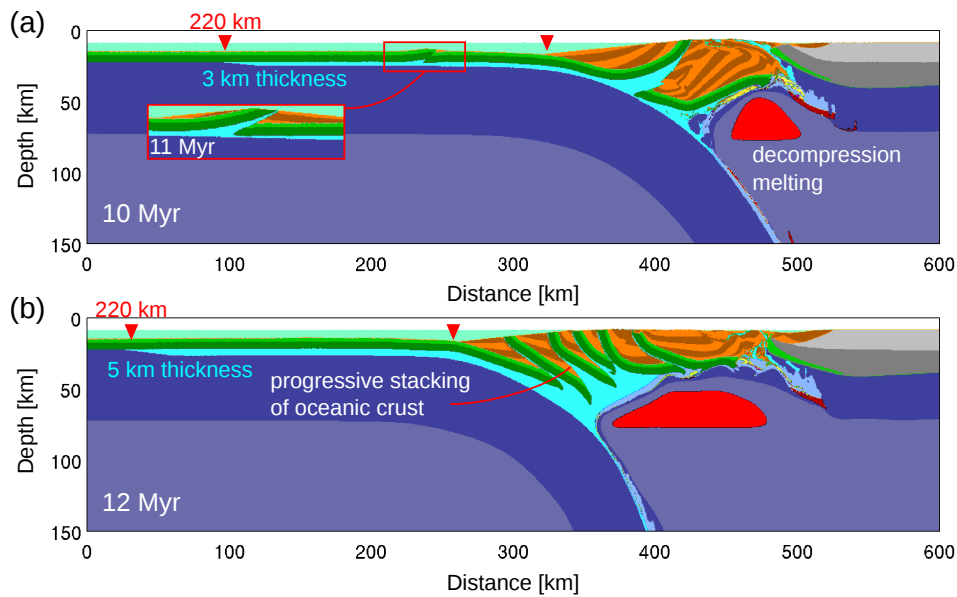 (a)
220 km
0
50
100
150
Depth [km]
3 km thickness
11 Myr
decompression
melting
10 Myr
0 100 200 300 400 500 600
Distance [km]
(b)
220 km
0
50
100
150
Depth [km]
5 km thickness
progressive stacking
of oceanic crust
12 Myr
0 100 200 300 400 500 600
Distance [km]